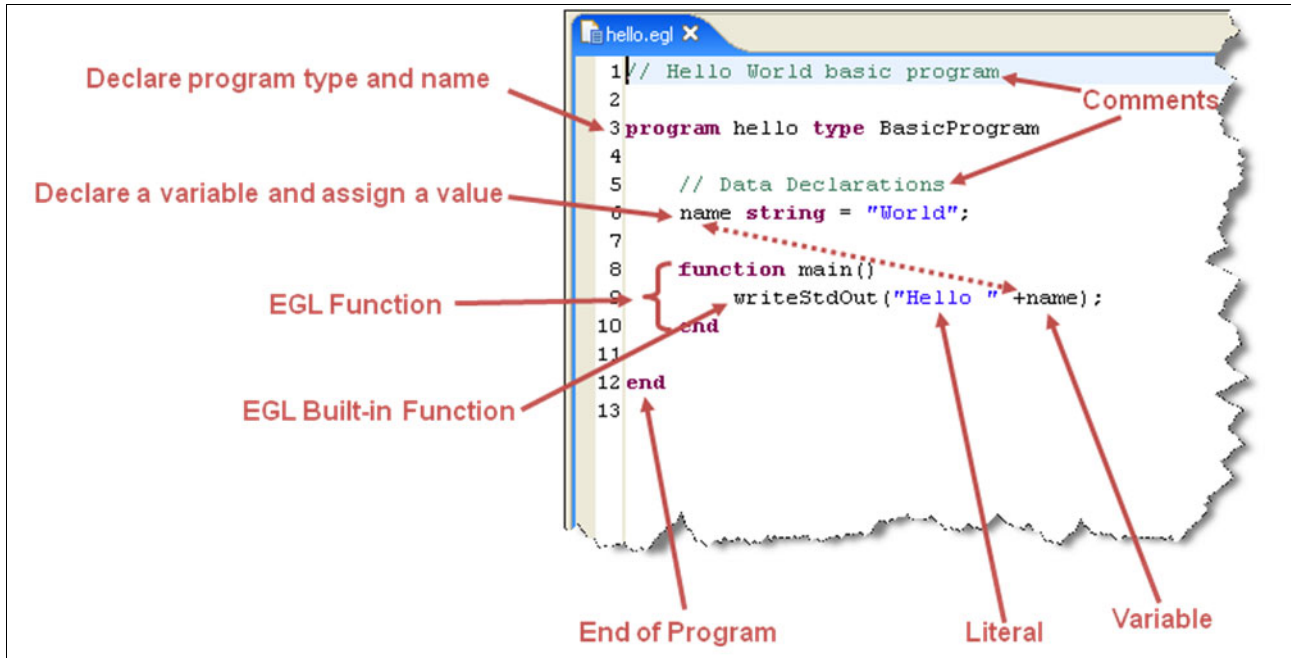 hello.egl
Declare program type and name
1 // Hello World basic program
Comments
2
3 program hello type BasicProgram
4
5 // Data Declarations
Declare a variable and assign a value
6 name string = "World";
7
8 function main()
EGL Function
9 writeStdOut("Hello " +name);
10 end
11
12 end
EGL Built-in Function
13
End of Program
Literal
Variable